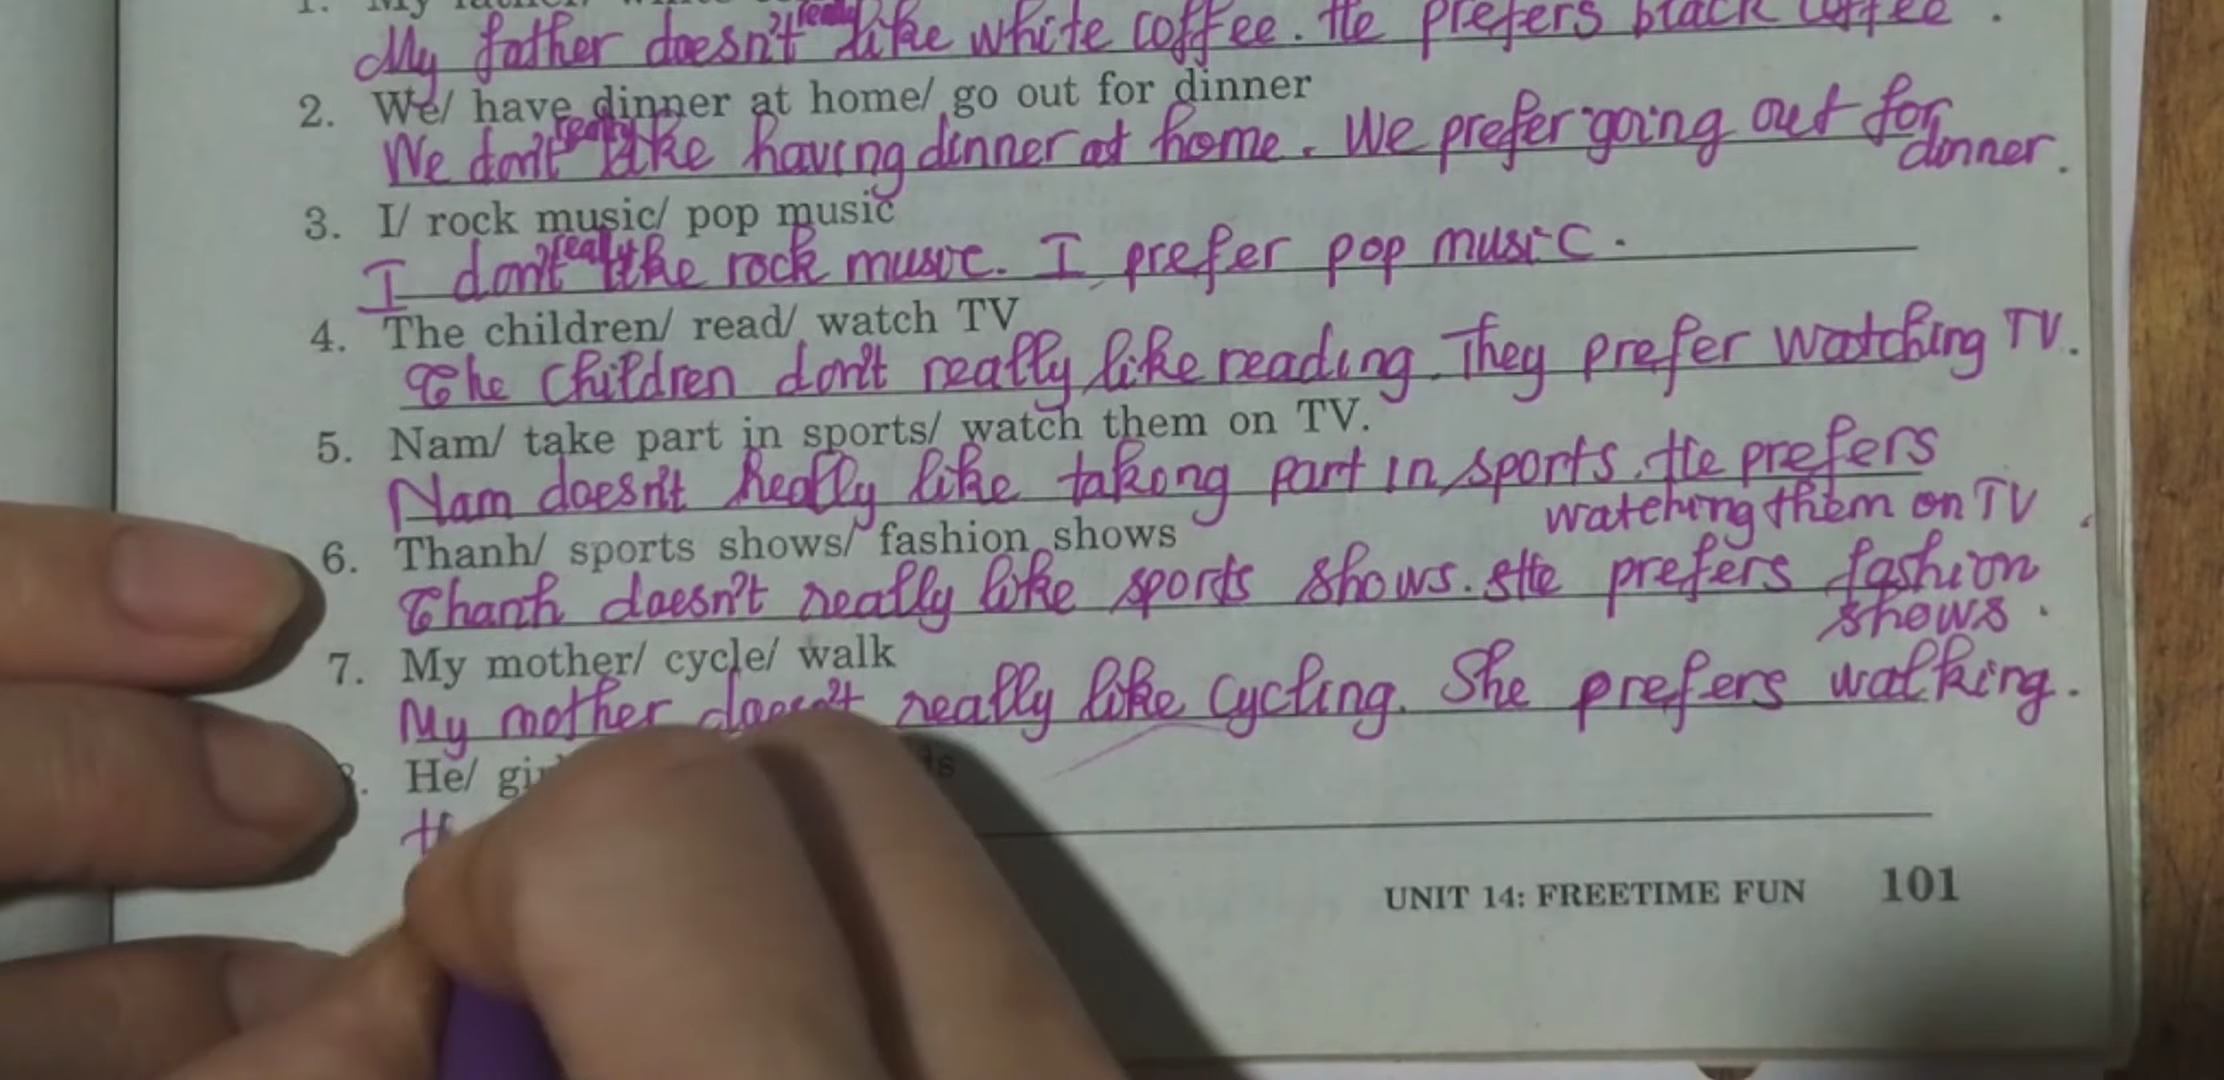 My father doesn't really like white coffee. He prefers black coffee.
2. We/ have dinner at home/ go out for dinner
We don't really like having dinner at home. We prefer going out for dinner.
3. I/ rock music/ pop music
I don't really like rock music. I prefer pop music.
4. The children/ read/ watch TV
The children don't really like reading. They prefer watching TV.
5. Nam/ take part in sports/ watch them on TV.
Nam doesn't really like taking part in sports. He prefers
watching them on TV.
6. Thanh/ sports shows/ fashion shows
Thanh doesn't really like sports shows. She prefers fashion
shows.
7. My mother/ cycle/ walk
My mother doesn't really like cycling. She prefers walking.
He/
UNIT 14: FREETIME FUN 101